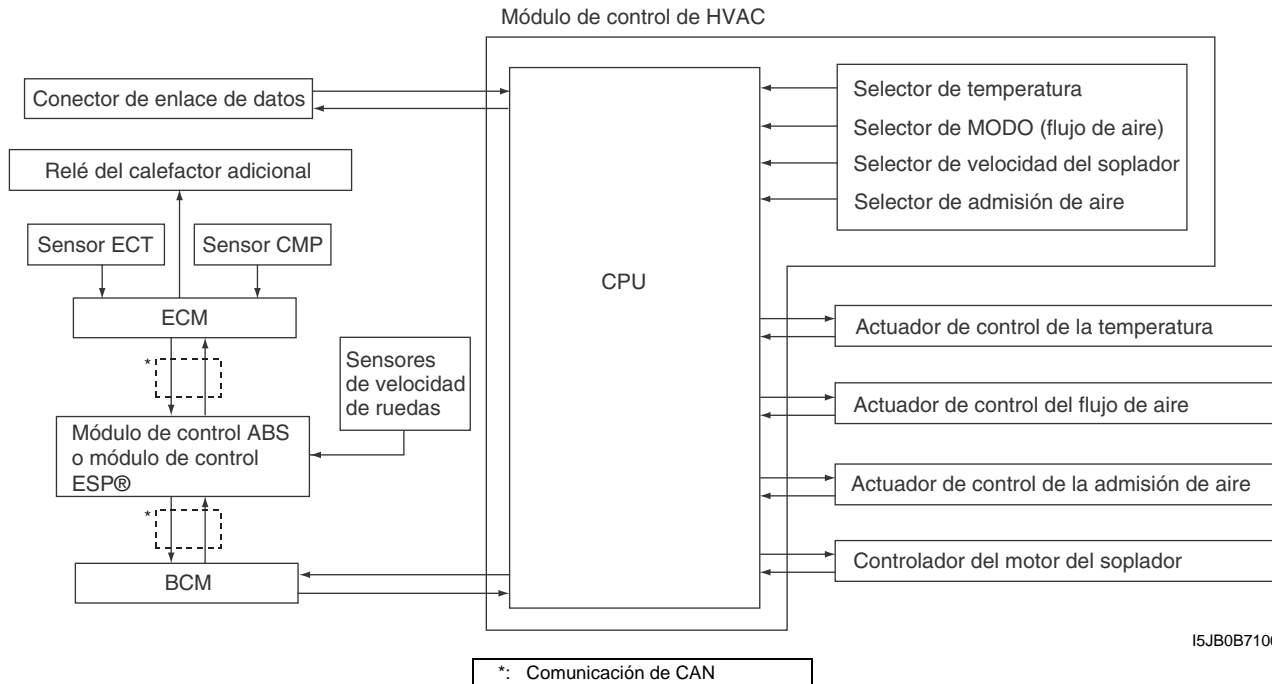 Módulo de control de HVAC
Conector de enlace de datos
Relé del calefactor adicional
Sensor ECT
Sensor CMP
ECM
*
Sensores
de velocidad
de ruedas
Módulo de control ABS
o módulo de control
ESP®
*
BCM
CPU
Selector de temperatura
Selector de MODO (flujo de aire)
Selector de velocidad del soplador
Selector de admisión de aire
Actuador de control de la temperatura
Actuador de control del flujo de aire
Actuador de control de la admisión de aire
Controlador del motor del soplador
*: Comunicación de CAN